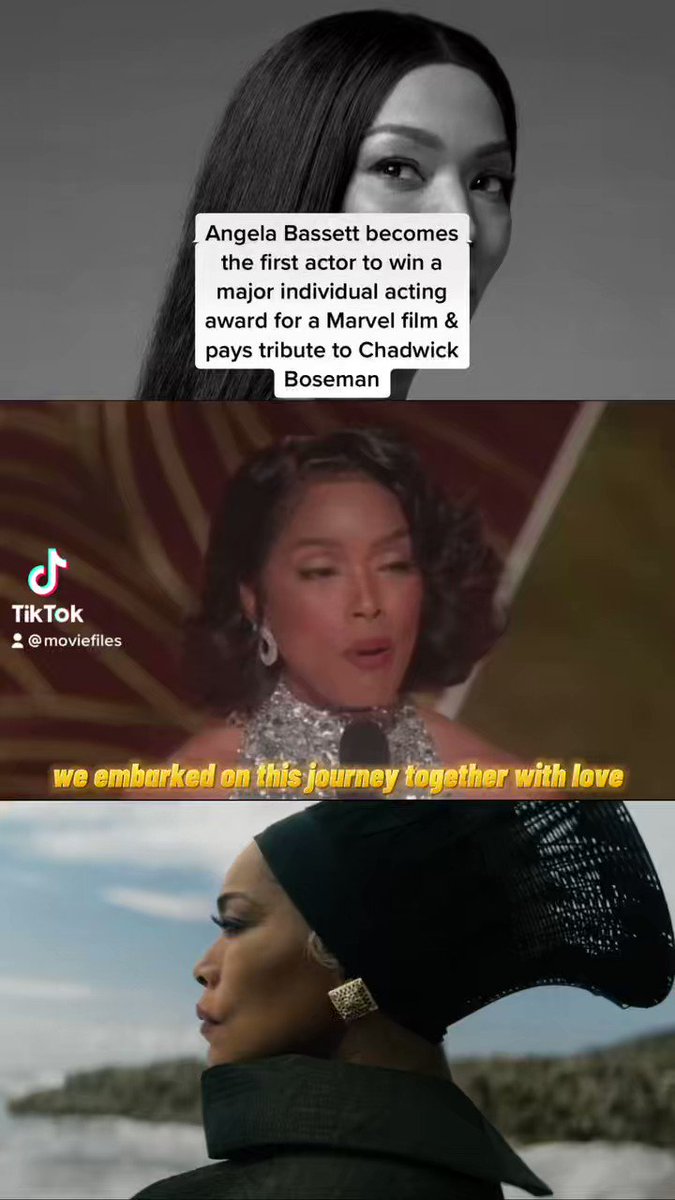 Angela Bassett becomes
the first actor to win a
major individual acting
award for a Marvel film &
pays tribute to Chadwick
Boseman
TikTok
@moviefiles
we embarked on this journey together with love